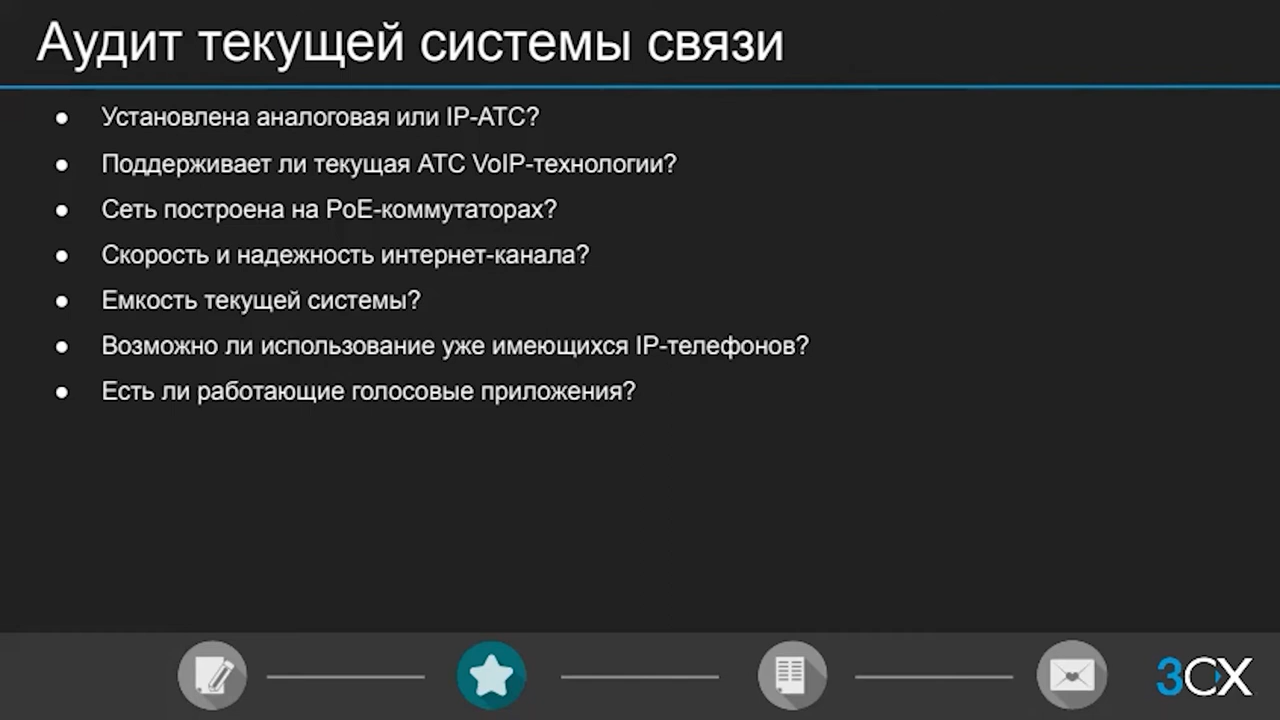 Аудит текущей системы связи
● Установлена аналоговая или IP-АТС?
● Поддерживает ли текущая АТС VoIP-технологии?
● Сеть построена на PoE-коммутаторах?
● Скорость и надежность интернет-канала?
● Емкость текущей системы?
● Возможно ли использование уже имеющихся IP-телефонов?
● Есть ли работающие голосовые приложения?
3CX